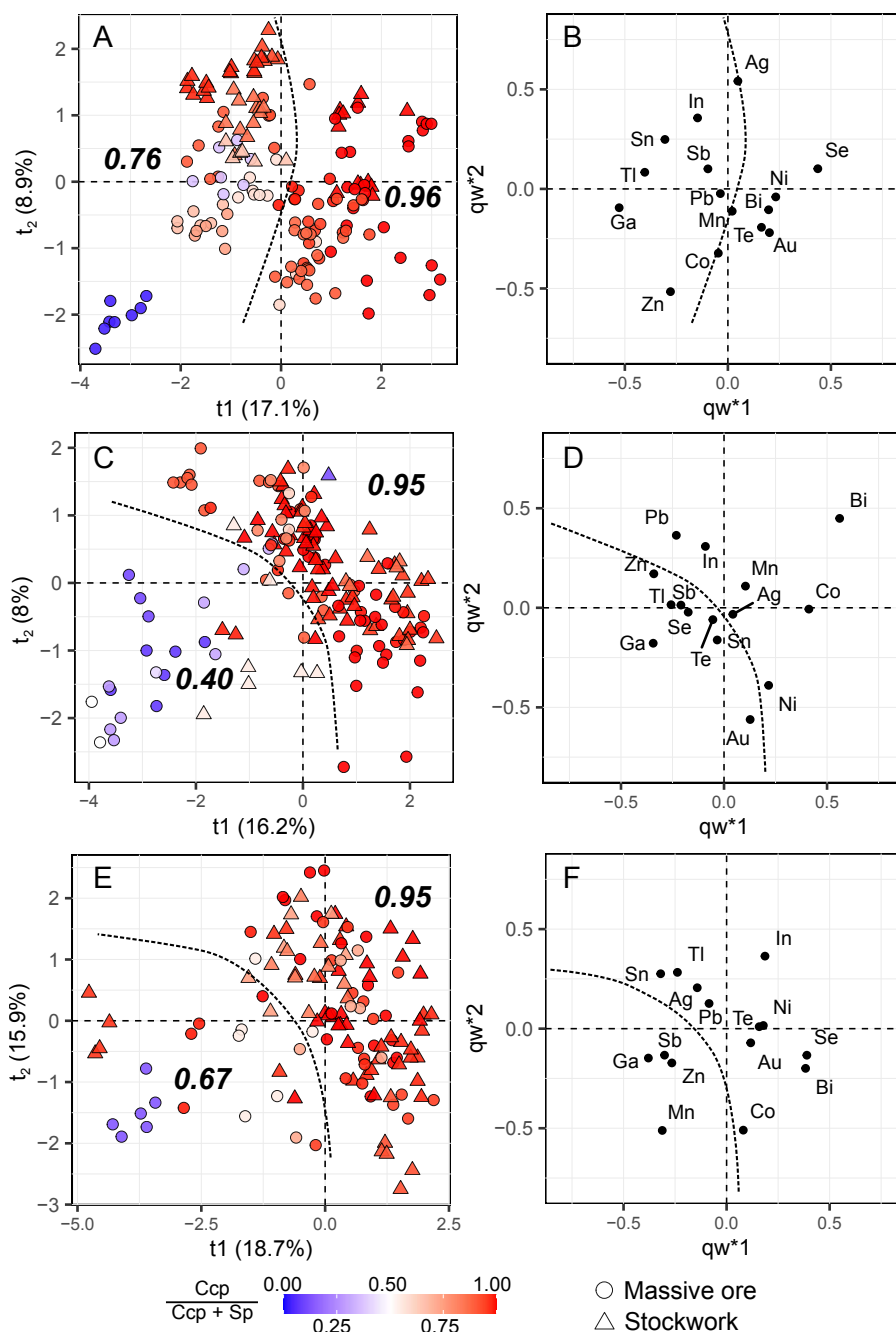 A
0.76
0.96
2
1
0
−1
−2
t₂ (8.9%)
−4
−2
0
2
t1 (17.1%)
B
Ag
In
Sn
Sb
Se
Tl
Pb
Ni
Bi
Ga
Mn
Te
Au
Co
Zn
0.5
0.0
−0.5
qw*2
−0.5
0.0
0.5
qw*1
C
0.95
0.40
2
1
0
−1
−2
t₂ (8%)
−4
−2
0
2
t1 (16.2%)
D
Bi
Pb
In
Zn
Mn
Tl
Sb
Ag
Co
Se
Ga
Te
Sn
Ni
Au
0.5
0.0
−0.5
qw*2
−0.5
0.0
0.5
qw*1
E
0.95
0.67
2
1
0
−1
−2
−3
t₂ (15.9%)
−5.0
−2.5
0.0
2.5
t1 (18.7%)
F
In
Sn
Tl
Ag
Pb
Te
Ni
Sb
Au
Se
Ga
Zn
Bi
Mn
Co
0.5
0.0
−0.5
qw*2
−0.5
0.0
0.5
qw*1
Ccp
Ccp + Sp
0.00
0.50
1.00
0.25
0.75
Massive ore
Stockwork